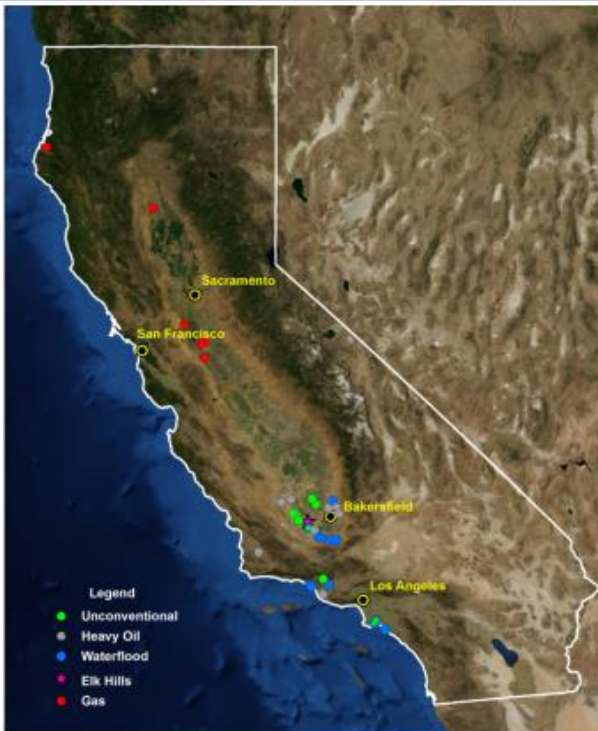 Sacramento
San Francisco
Bakersfield
Los Angeles
Legend
Unconventional
Heavy Oil
Waterflood
Elk Hills
Gas